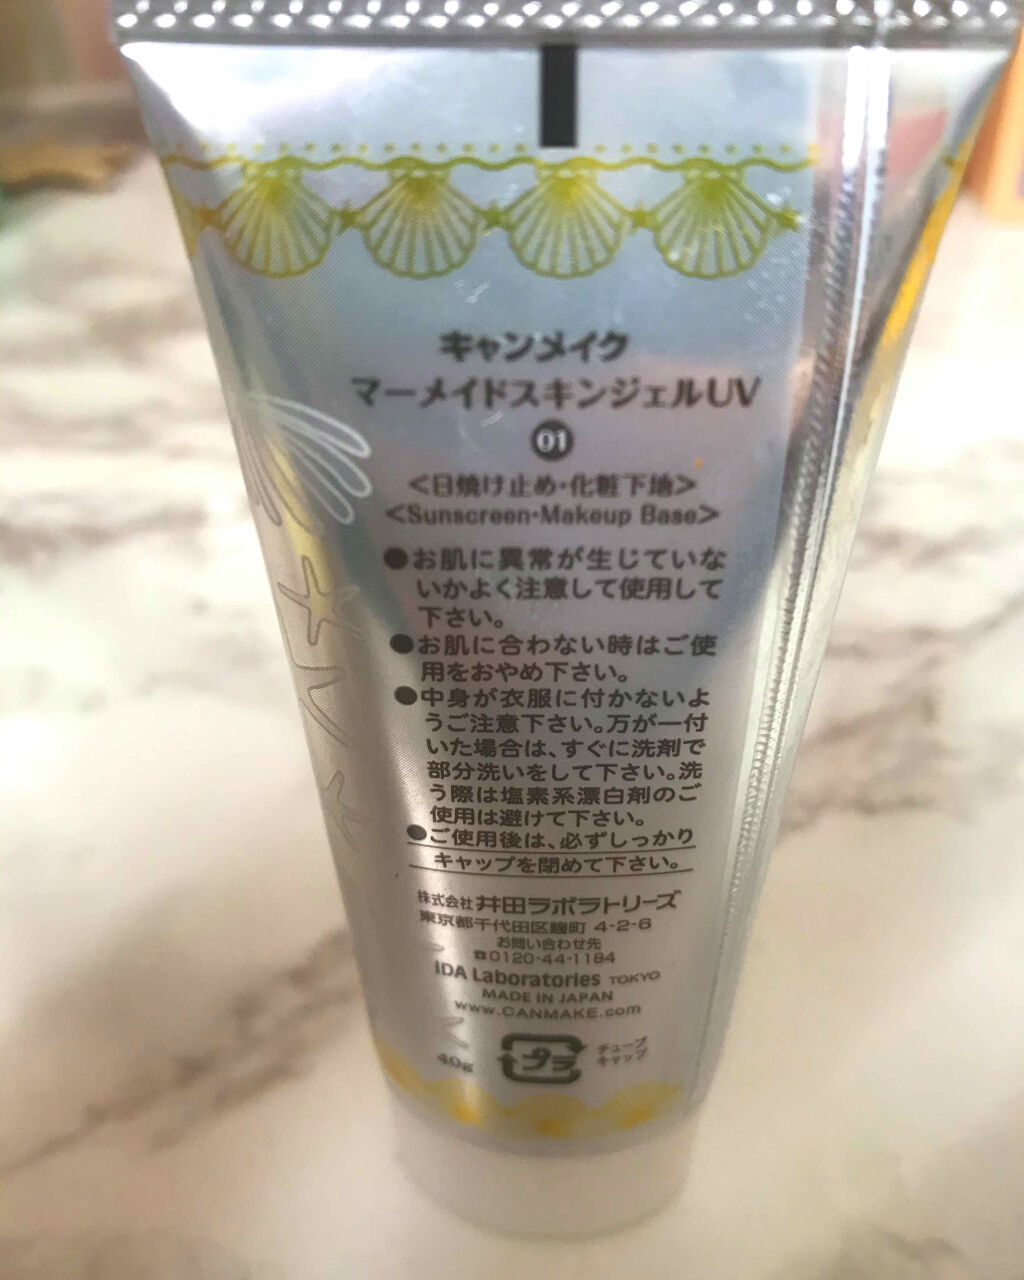 キャンメイク
マーメイドスキンジェルUV
01
<日焼け止め・化粧下地>
<Sunscreen・Makeup Base>
●お肌に異常が生じていな
いかよく注意して使用して
下さい。
●お肌に合わない時はご使
用をおやめ下さい。
●中身が衣服に付かないよ
うご注意下さい。万が一付
いた場合は、すぐに洗剤で
部分洗いをして下さい。洗
う際は塩素系漂白剤のご
使用は避けて下さい。
●ご使用後は、必ずしっかり
キャップを閉めて下さい。
株式会社 井田ラボラトリーズ
東京都千代田区麹町 4-2-6
お問い合わせ先
☎0120-44-1184
iDA Laboratories TOKYO
MADE IN JAPAN
www.CANMAKE.com
40g
プラ
チューブ
キャップ